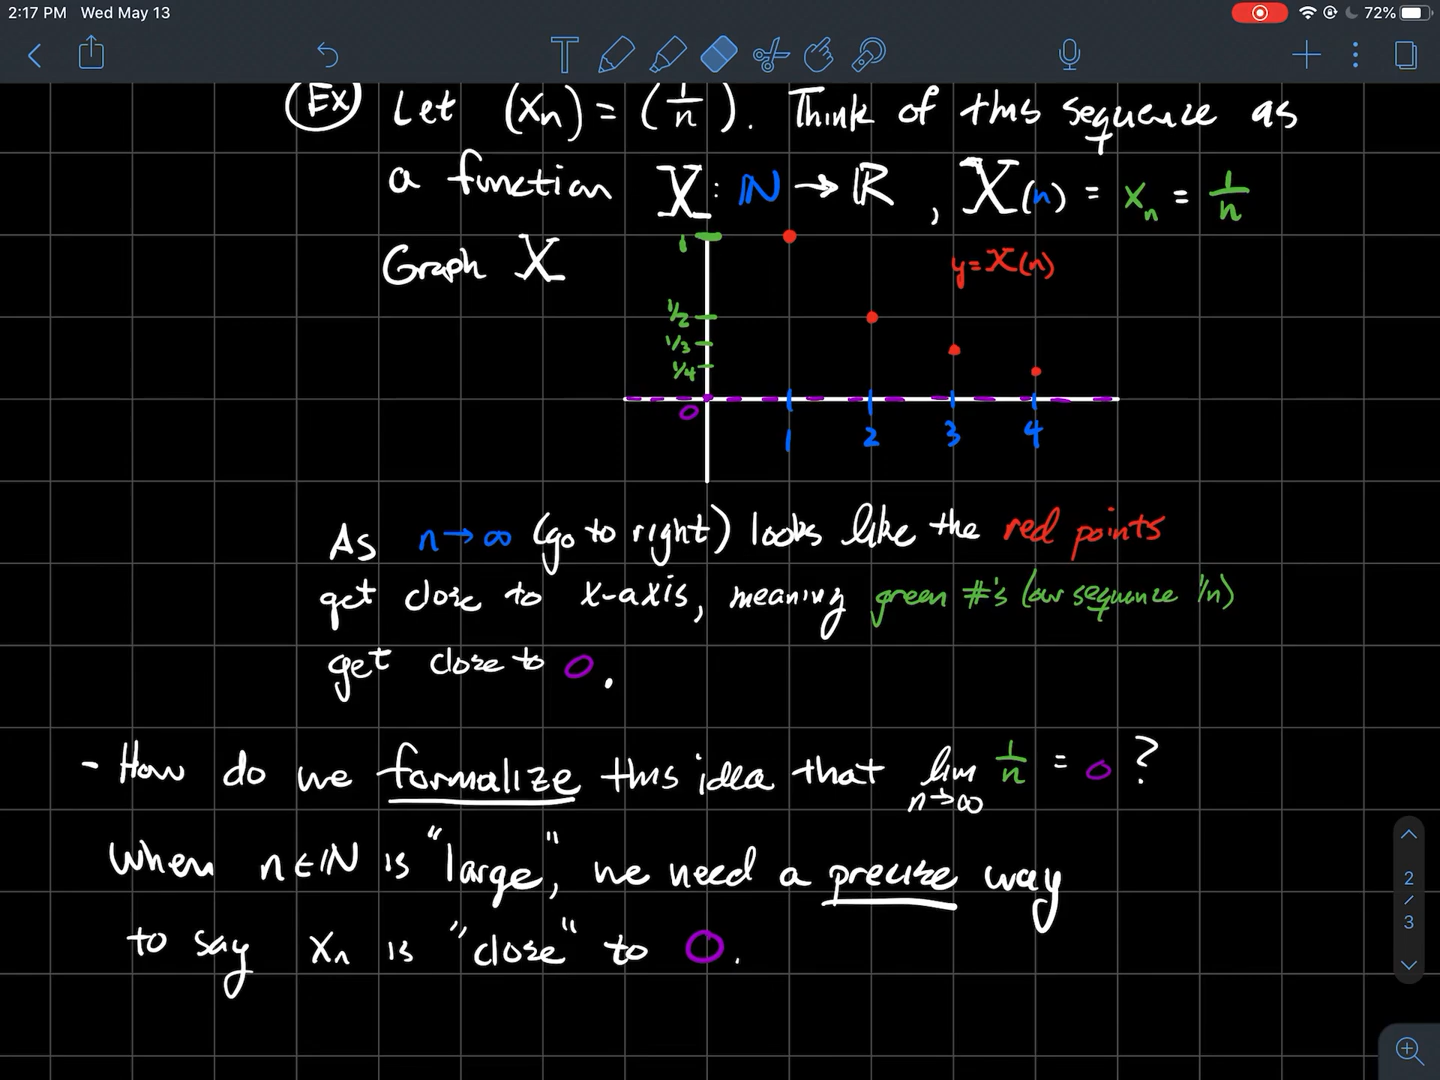 2:17 PM Wed May 13
72%
Ex Let (xn) = (1/n). Think of this sequence as
a function X : ℕ → ℝ , X(n) = xn = 1/n
Graph X
y = X(n)
1
1/2
1/3
1/4
0
1 2 3 4
As n→∞ (go to right) looks like the red points
get close to x-axis, meaning green #'s (our sequence 1/n)
get close to 0.
- How do we formalize this idea that lim n→∞ 1/n = 0 ?
When n∈ℕ is "large", we need a precise way
to say xn is "close" to 0.
2
/
3